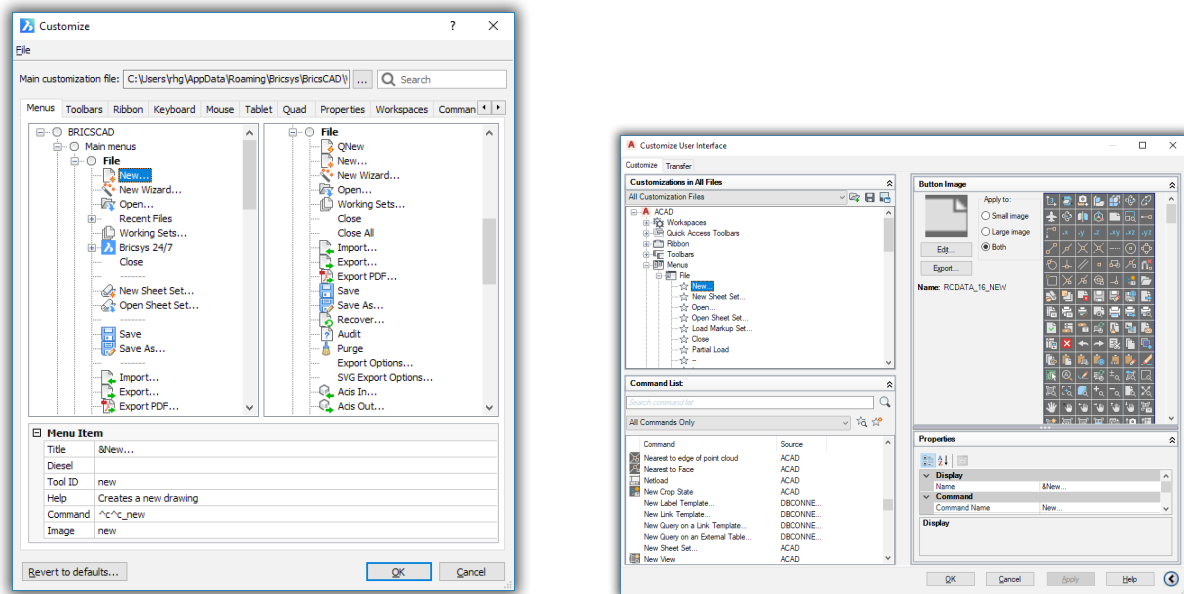 Customize
File
Main customization file: C:\Users\rhg\AppData\Roaming\Bricsys\BricsCAD\ ... Search
Menus Toolbars Ribbon Keyboard Mouse Tablet Quad Properties Workspaces Comman
BRICSCAD
Main menus
File
New...
New Wizard...
Open...
Recent Files
Working Sets...
Bricsys 24/7
Close
--------
New Sheet Set...
Open Sheet Set...
--------
Save
Save As...
--------
Import...
Export...
Export PDF...
File
QNew
New...
New Wizard...
Open...
Working Sets...
Close
Close All
Import...
Export...
Export PDF...
Save
Save As...
Recover...
Audit
Purge
Export Options...
SVG Export Options...
Acis In...
Acis Out...
Menu Item
Title &New...
Diesel
Tool ID new
Help Creates a new drawing
Command ^c^c_new
Image new
Revert to defaults... OK Cancel
Customize User Interface
Customize Transfer
Customizations in All Files
All Customization Files
ACAD
Workspaces
Quick Access Toolbars
Ribbon
Toolbars
Menus
File
New...
New Sheet Set...
Open...
Open Sheet Set...
Load Markup Set...
Close
Partial Load
--
Command List:
Search command list
All Commands Only
Command Source
Nearest to edge of point cloud ACAD
Nearest to Face ACAD
Netload ACAD
New Crop State ACAD
New Label Template... DBCONNE...
New Link Template... DBCONNE...
New Query on a Link Template... DBCONNE...
New Query on an External Table... DBCONNE...
New Sheet Set... ACAD
New View ACAD
Button Image
Apply to:
Small image
Large image
Both
Edit...
Export...
Name: RCDATA_16_NEW
Properties
Display
Name &New...
Command
Command Name New...
Display
OK Cancel Apply Help